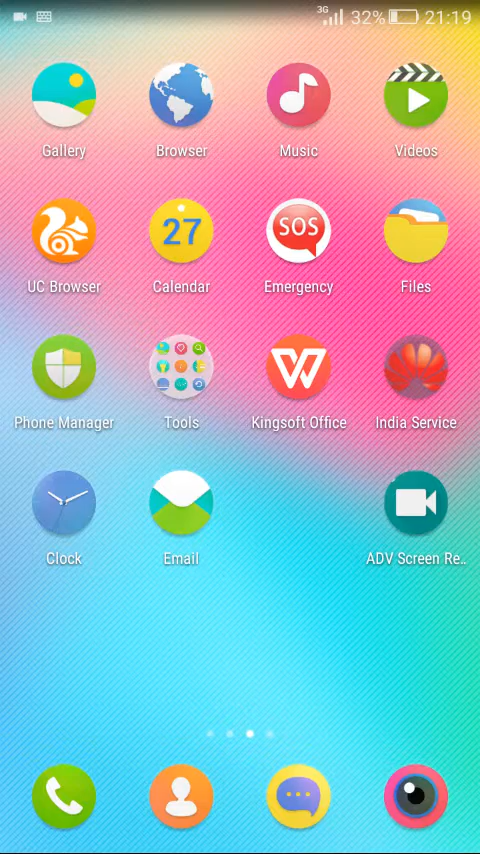 3G 32% 21:19
Gallery Browser Music Videos
27 SOS
UC Browser Calendar Emergency Files
W
Phone Manager Tools Kingsoft Office India Service
Clock Email ADV Screen Re..